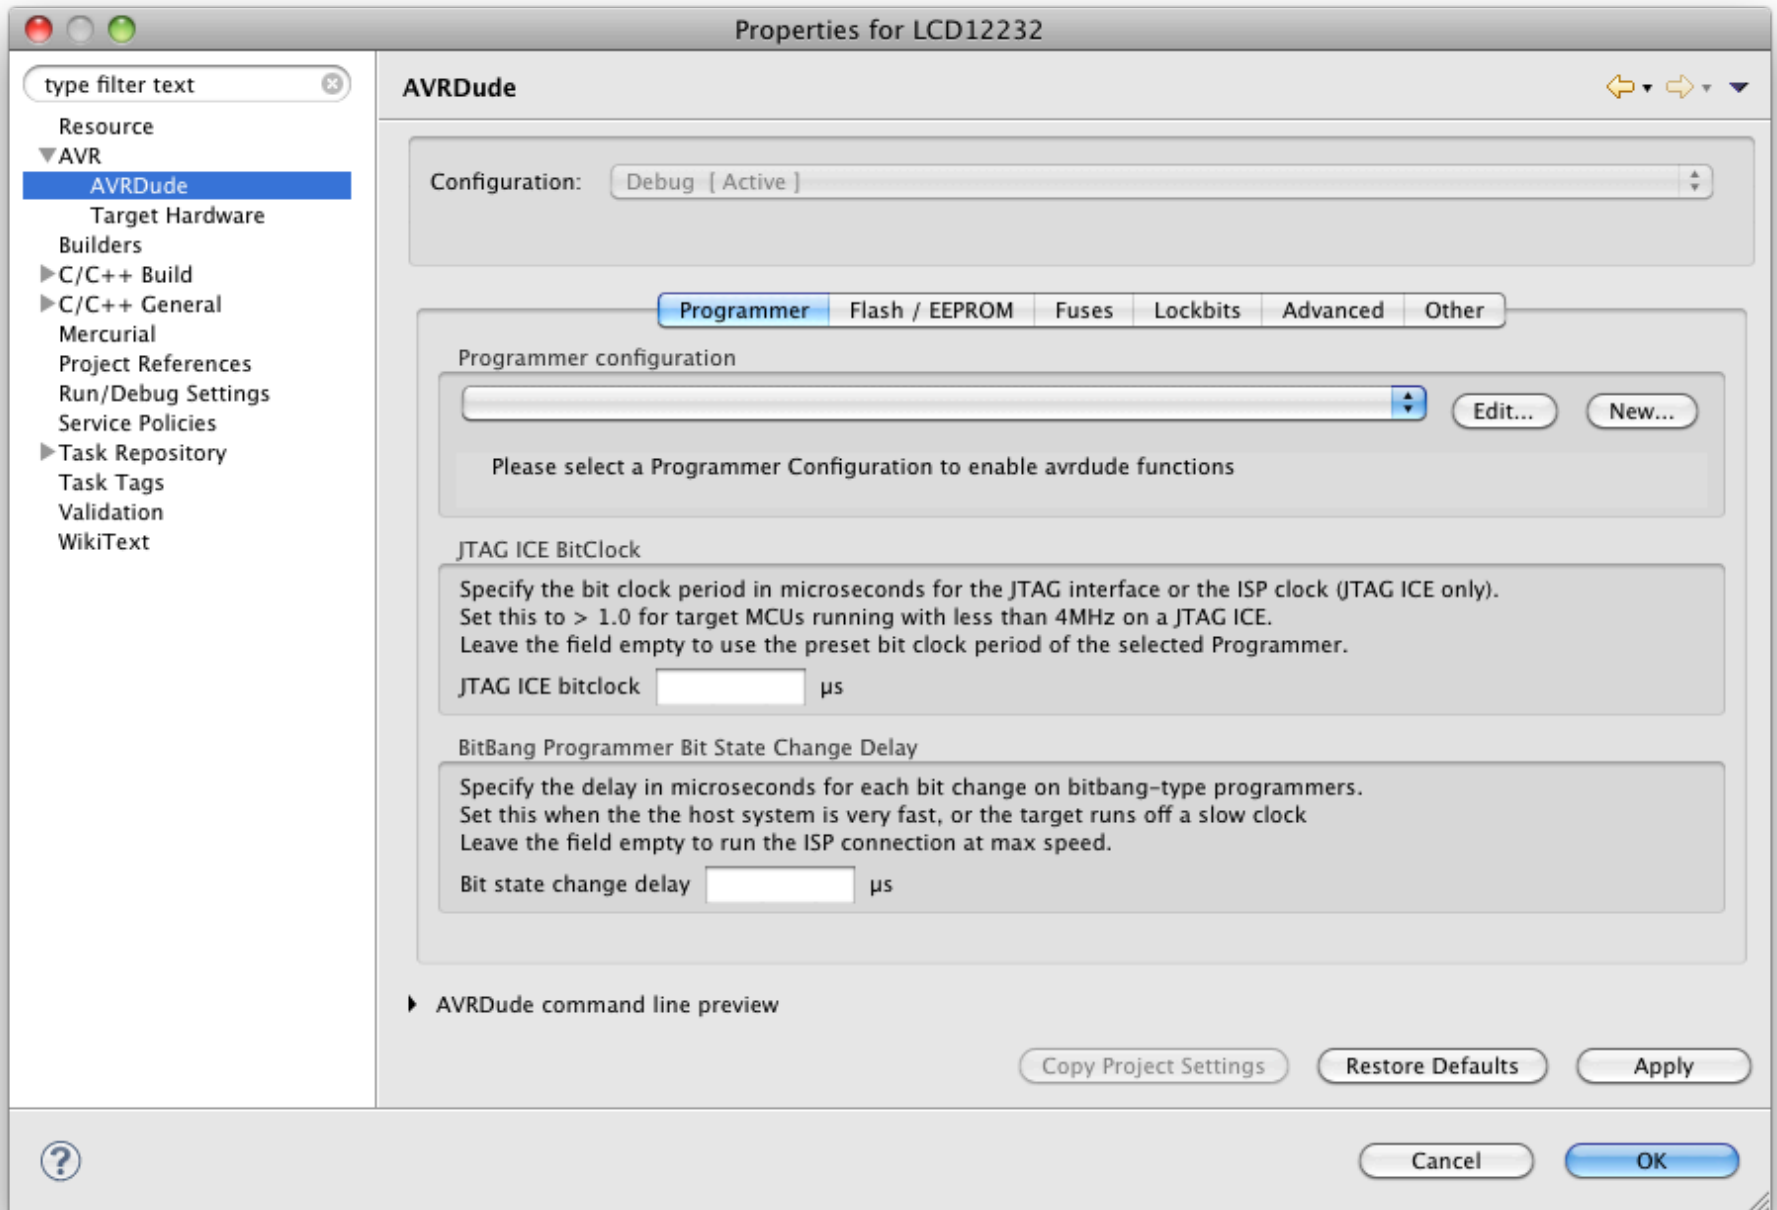 Properties for LCD12232
type filter text
Resource
AVR
AVRDude
Target Hardware
Builders
C/C++ Build
C/C++ General
Mercurial
Project References
Run/Debug Settings
Service Policies
Task Repository
Task Tags
Validation
WikiText
AVRDude
Configuration: Debug [ Active ]
Programmer Flash / EEPROM Fuses Lockbits Advanced Other
Programmer configuration
Edit... New...
Please select a Programmer Configuration to enable avrdude functions
JTAG ICE BitClock
Specify the bit clock period in microseconds for the JTAG interface or the ISP clock (JTAG ICE only).
Set this to > 1.0 for target MCUs running with less than 4MHz on a JTAG ICE.
Leave the field empty to use the preset bit clock period of the selected Programmer.
JTAG ICE bitclock µs
BitBang Programmer Bit State Change Delay
Specify the delay in microseconds for each bit change on bitbang-type programmers.
Set this when the the host system is very fast, or the target runs off a slow clock
Leave the field empty to run the ISP connection at max speed.
Bit state change delay µs
AVRDude command line preview
Copy Project Settings Restore Defaults Apply
? Cancel OK